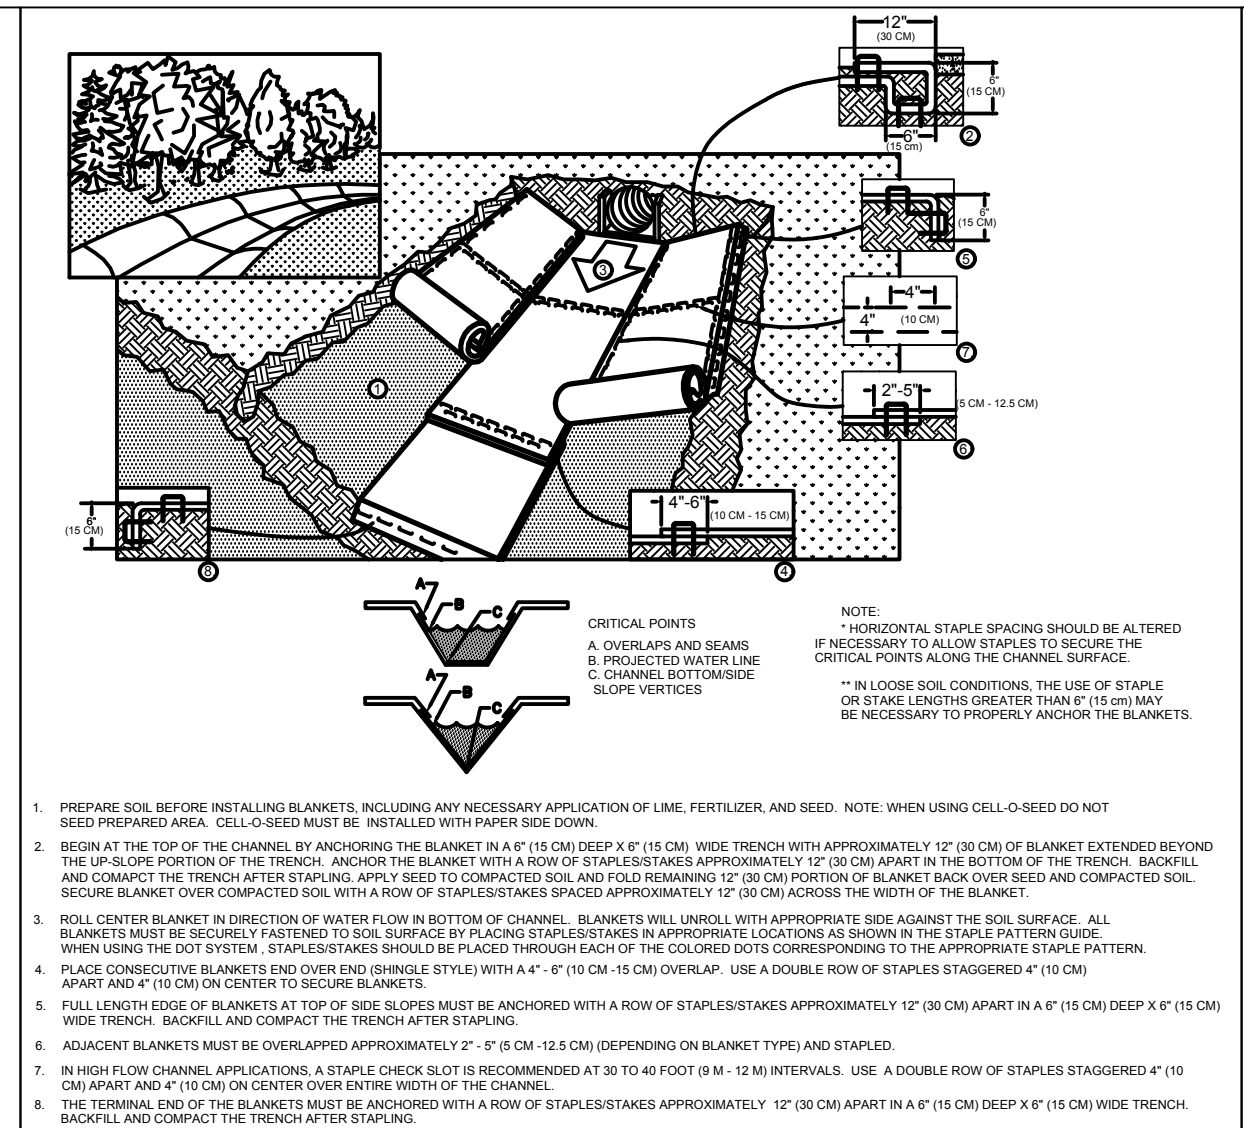 12"
(30 CM)
6"
(15 CM)
6"
(15 cm)
2
6"
(15 CM)
5
3
4"
4"
(10 CM)
7
1
2"-5"
(5 CM - 12.5 CM)
6
4"-6"
(10 CM - 15 CM)
6"
(15 CM)
8
4
A
B
C
A
B
C
CRITICAL POINTS
A. OVERLAPS AND SEAMS
B. PROJECTED WATER LINE
C. CHANNEL BOTTOM/SIDE
SLOPE VERTICES
NOTE:
* HORIZONTAL STAPLE SPACING SHOULD BE ALTERED
IF NECESSARY TO ALLOW STAPLES TO SECURE THE
CRITICAL POINTS ALONG THE CHANNEL SURFACE.
** IN LOOSE SOIL CONDITIONS, THE USE OF STAPLE
OR STAKE LENGTHS GREATER THAN 6" (15 cm) MAY
BE NECESSARY TO PROPERLY ANCHOR THE BLANKETS.
1. PREPARE SOIL BEFORE INSTALLING BLANKETS, INCLUDING ANY NECESSARY APPLICATION OF LIME, FERTILIZER, AND SEED. NOTE: WHEN USING CELL-O-SEED DO NOT
SEED PREPARED AREA. CELL-O-SEED MUST BE INSTALLED WITH PAPER SIDE DOWN.
2. BEGIN AT THE TOP OF THE CHANNEL BY ANCHORING THE BLANKET IN A 6" (15 CM) DEEP X 6" (15 CM) WIDE TRENCH WITH APPROXIMATELY 12" (30 CM) OF BLANKET EXTENDED BEYOND
THE UP-SLOPE PORTION OF THE TRENCH. ANCHOR THE BLANKET WITH A ROW OF STAPLES/STAKES APPROXIMATELY 12" (30 CM) APART IN THE BOTTOM OF THE TRENCH. BACKFILL
AND COMAPCT THE TRENCH AFTER STAPLING. APPLY SEED TO COMPACTED SOIL AND FOLD REMAINING 12" (30 CM) PORTION OF BLANKET BACK OVER SEED AND COMPACTED SOIL.
SECURE BLANKET OVER COMPACTED SOIL WITH A ROW OF STAPLES/STAKES SPACED APPROXIMATELY 12" (30 CM) ACROSS THE WIDTH OF THE BLANKET.
3. ROLL CENTER BLANKET IN DIRECTION OF WATER FLOW IN BOTTOM OF CHANNEL. BLANKETS WILL UNROLL WITH APPROPRIATE SIDE AGAINST THE SOIL SURFACE. ALL
BLANKETS MUST BE SECURELY FASTENED TO SOIL SURFACE BY PLACING STAPLES/STAKES IN APPROPRIATE LOCATIONS AS SHOWN IN THE STAPLE PATTERN GUIDE.
WHEN USING THE DOT SYSTEM , STAPLES/STAKES SHOULD BE PLACED THROUGH EACH OF THE COLORED DOTS CORRESPONDING TO THE APPROPRIATE STAPLE PATTERN.
4. PLACE CONSECUTIVE BLANKETS END OVER END (SHINGLE STYLE) WITH A 4" - 6" (10 CM -15 CM) OVERLAP. USE A DOUBLE ROW OF STAPLES STAGGERED 4" (10 CM)
APART AND 4" (10 CM) ON CENTER TO SECURE BLANKETS.
5. FULL LENGTH EDGE OF BLANKETS AT TOP OF SIDE SLOPES MUST BE ANCHORED WITH A ROW OF STAPLES/STAKES APPROXIMATELY 12" (30 CM) APART IN A 6" (15 CM) DEEP X 6" (15 CM)
WIDE TRENCH. BACKFILL AND COMPACT THE TRENCH AFTER STAPLING.
6. ADJACENT BLANKETS MUST BE OVERLAPPED APPROXIMATELY 2" - 5" (5 CM -12.5 CM) (DEPENDING ON BLANKET TYPE) AND STAPLED.
7. IN HIGH FLOW CHANNEL APPLICATIONS, A STAPLE CHECK SLOT IS RECOMMENDED AT 30 TO 40 FOOT (9 M - 12 M) INTERVALS. USE A DOUBLE ROW OF STAPLES STAGGERED 4" (10
CM) APART AND 4" (10 CM) ON CENTER OVER ENTIRE WIDTH OF THE CHANNEL.
8. THE TERMINAL END OF THE BLANKETS MUST BE ANCHORED WITH A ROW OF STAPLES/STAKES APPROXIMATELY 12" (30 CM) APART IN A 6" (15 CM) DEEP X 6" (15 CM) WIDE TRENCH.
BACKFILL AND COMPACT THE TRENCH AFTER STAPLING.